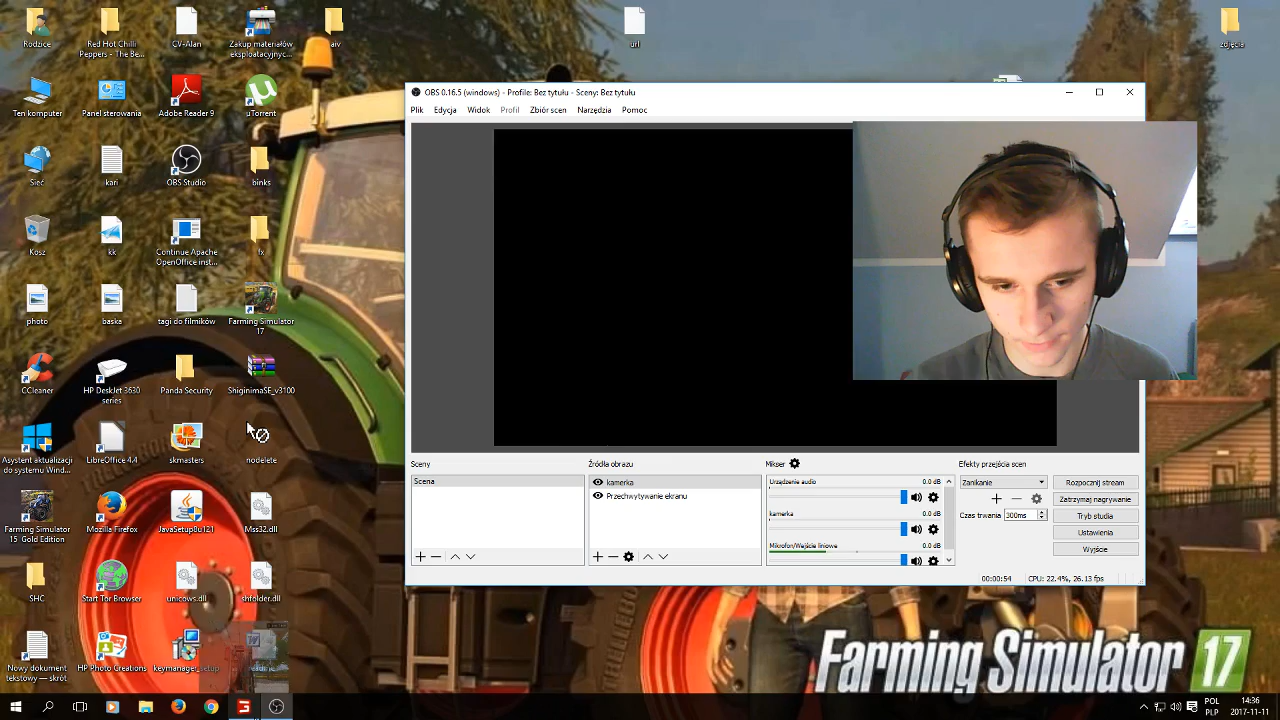 Rodzice
Red Hot Chilli
Peppers - The Be...
CV-Alan
Zakup materiałów
eksploatacyjnyc...
aiv
url
zdjęcia
Ten komputer
Panel sterowania
Adobe Reader 9
µTorrent
Sieć
kari
OBS Studio
binks
Kosz
kk
Continue Apache
OpenOffice inst...
fx
photo
baska
tagi do filmików
Farming Simulator
17
CCleaner
HP DeskJet 3630
series
Panda Security
ShiginimaSE_v3100
Asystent aktualizacji
do systemu Wind...
LibreOffice 4.4
skmasters
nodelete
Farming Simulator
15 Gold Edition
Mozilla Firefox
JavaSetup8u121
Mss32.dll
SHC
Start Tor Browser
unicows.dll
shfolder.dll
Nowy dokument
tekstowy — skrót
HP Photo Creations
keymanager_setup
OBS 0.16.5 (windows) - Profile: Bez tytułu - Sceny: Bez tytułu
Plik Edycja Widok Profil Zbiór scen Narzędzia Pomoc
Sceny
Scena
Źródła obrazu
kamerka
Przechwytywanie ekranu
Mikser
Urządzenie audio 0.0 dB
kamerka 0.0 dB
Mikrofon/Wejście liniowe 0.0 dB
Efekty przejścia scen
Zanikanie
Czas trwania 300ms
Rozpocznij stream
Zatrzymaj nagrywanie
Tryb studia
Ustawienia
Wyjście
00:00:54 CPU: 22.4%, 26.13 fps
Farming Simulator 17
POL
PLP
14:36
2017-11-11